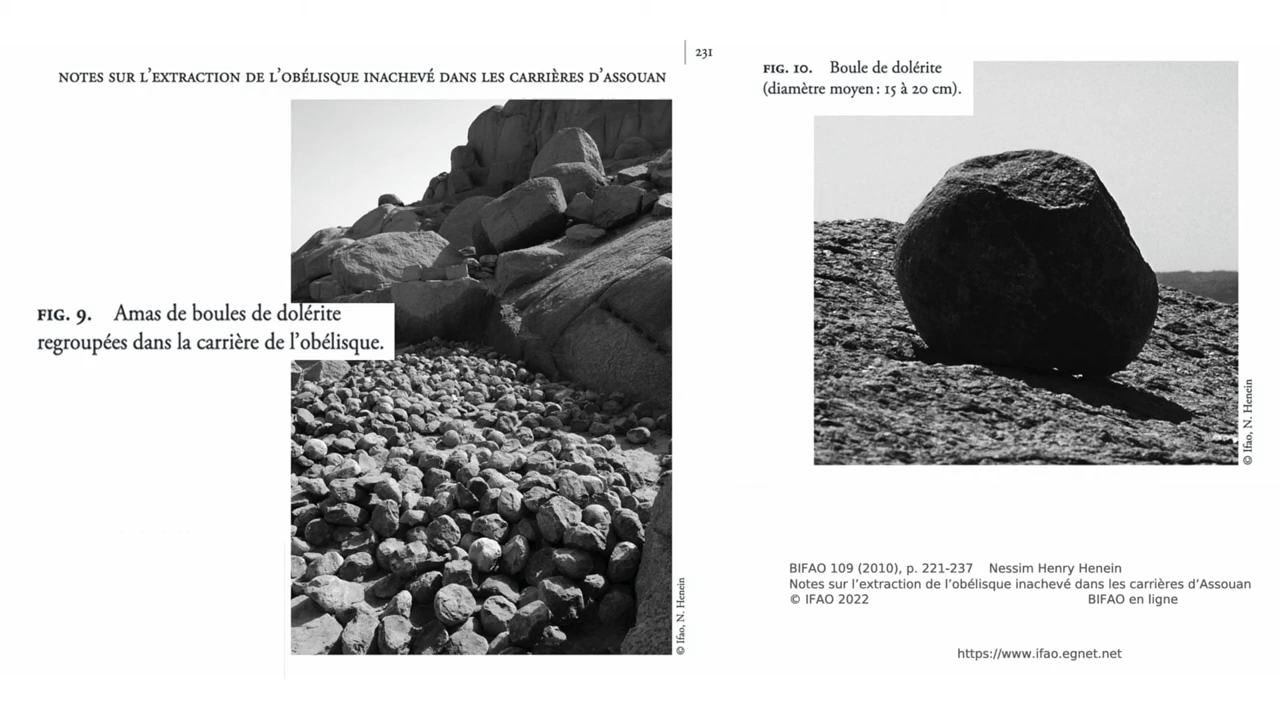 231
NOTES SUR L'EXTRACTION DE L'OBÉLISQUE INACHEVÉ DANS LES CARRIÈRES D'ASSOUAN
FIG. 9. Amas de boules de dolérite
regroupées dans la carrière de l'obélisque.
© Ifao, N. Henein
FIG. 10. Boule de dolérite
(diamètre moyen : 15 à 20 cm).
© Ifao, N. Henein
BIFAO 109 (2010), p. 221-237 Nessim Henry Henein
Notes sur l'extraction de l'obélisque inachevé dans les carrières d'Assouan
© IFAO 2022 BIFAO en ligne
https://www.ifao.egnet.net